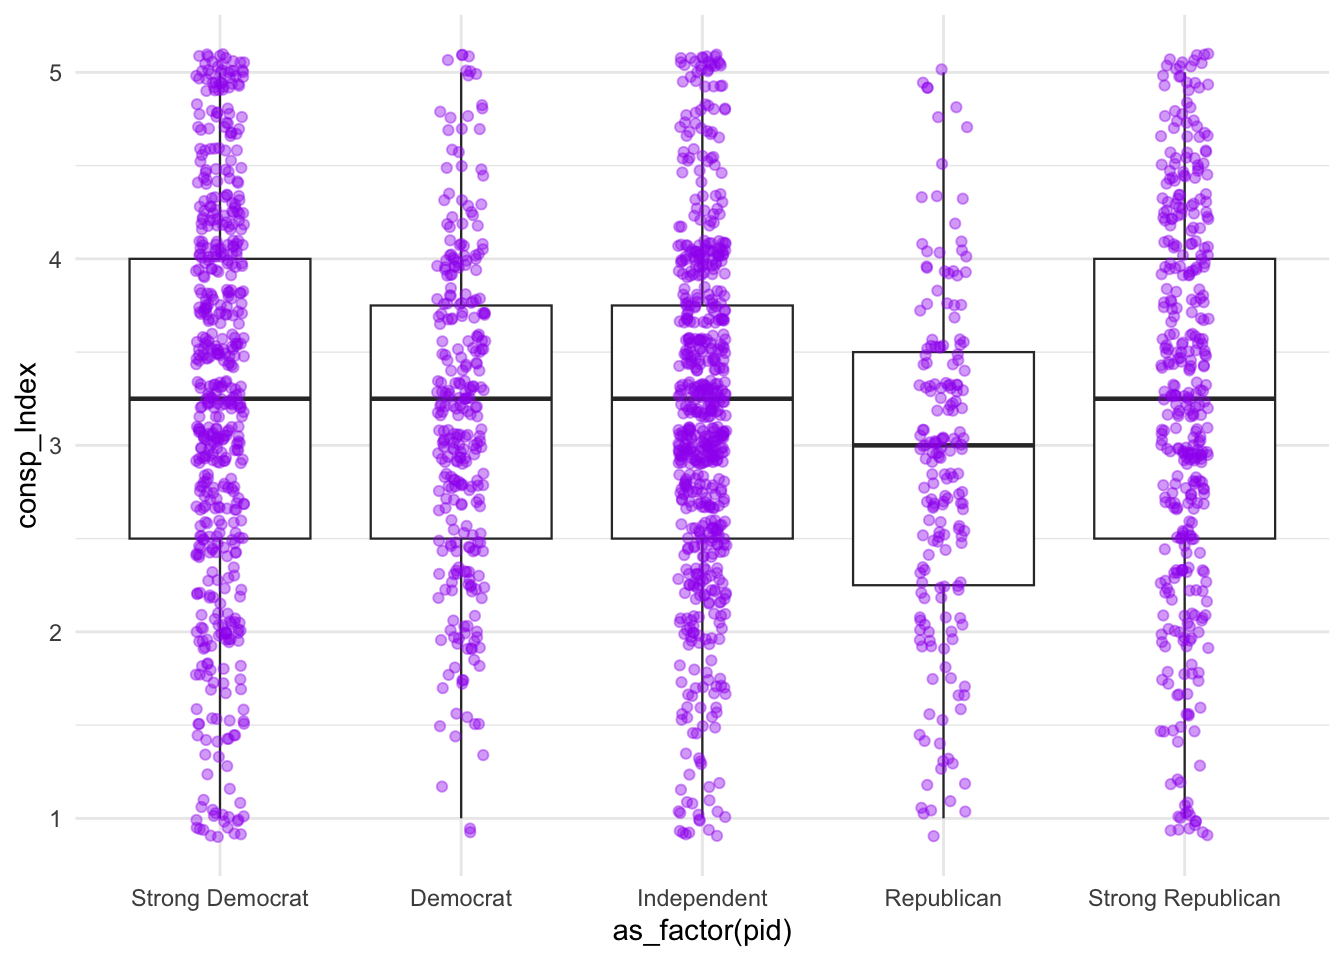 5
4
3
2
1
consp_Index
Strong Democrat Democrat Independent Republican Strong Republican
as_factor(pid)